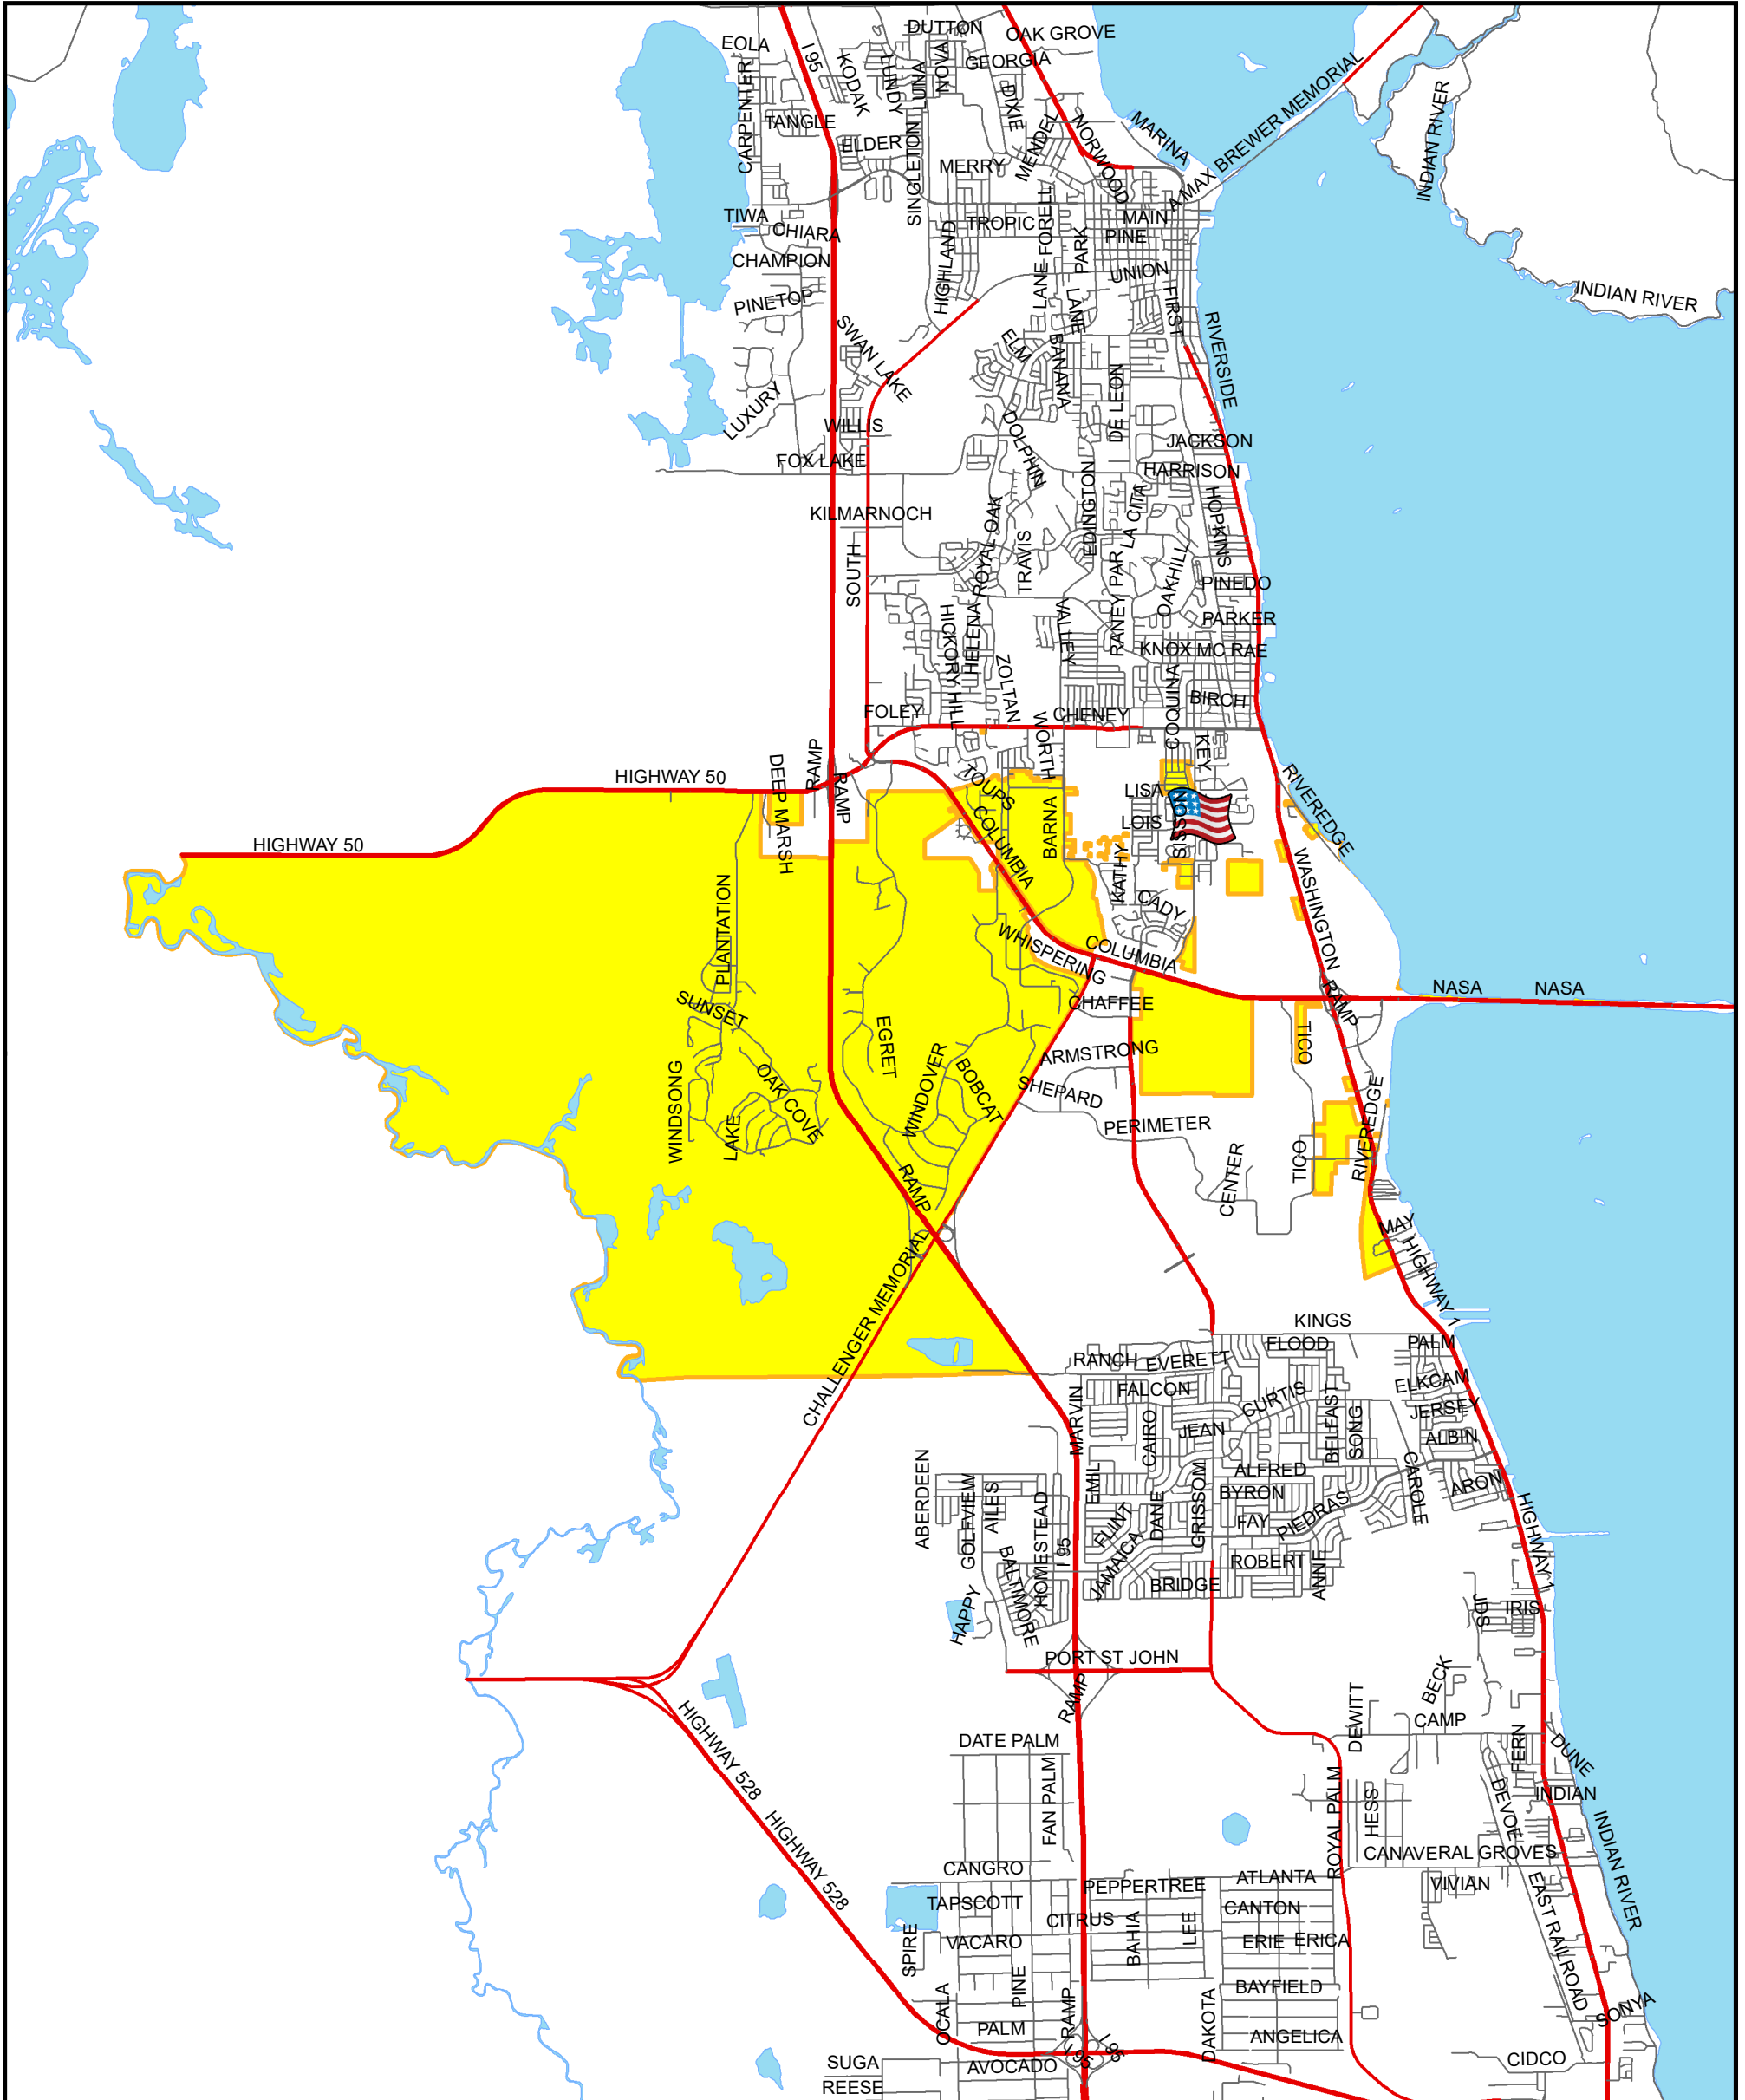 DUTTON
OAK GROVE
EOLA
I 95
KODAK
LUNDY
LUNA
NOVA
GEORGIA
DIXIE
CARPENTER
TANGLE
ELDER
SINGLETON
MERRY
MENDEL
NORWOOD
MARINA
A MAX BREWER MEMORIAL
INDIAN RIVER
TIWA
CHIARA
CHAMPION
PINETOP
HIGHLAND
TROPIC
FORELL
LANE
PARK
MAIN
PINE
UNION
LANE
FIRST
INDIAN RIVER
RIVERSIDE
SWAN LAKE
ELM
BANANA
DE LEON
LUXURY
WILLIS
FOX LAKE
DOLPHIN
JACKSON
HARRISON
KILMARNOCH
EDINGTON
LA CITA
HOPKINS
SOUTH
ROYAL OAK
TRAVIS
RANEY PAR
OAKHILL
PINEDO
HICKORY HILL
HELENA
VALLEY
PARKER
KNOX MC RAE
ZOLTAN
COQUINA
BIRCH
FOLEY
WORTH
CHENEY
KEY
HIGHWAY 50
DEEP MARSH
RAMP
RAMP
TOUPS
LISA
RIVEREDGE
HIGHWAY 50
COLUMBIA
BARNA
LOIS
SISSON
KATHY
WASHINGTON
PLANTATION
CADY
WHISPERING
COLUMBIA
SUNSET
CHAFFEE
RAMP
NASA
NASA
EGRET
WINDOVER
BOBCAT
ARMSTRONG
TICO
WINDSONG
OAK COVE
LAKE
SHEPARD
PERIMETER
CENTER
TICO
RIVEREDGE
RAMP
MAY
HIGHWAY 1
CHALLENGER MEMORIAL
KINGS
RANCH
EVERETT
FLOOD
PALM
FALCON
CURTIS
ELKCAM
MARVIN
CAIRO
JEAN
BELFAST
SONG
JERSEY
ALBIN
ABERDEEN
GOLFVIEW
AILES
EMIL
ALFRED
CAROLE
ARON
HOMESTEAD
FLINT
DANE
GRISSOM
BYRON
FAY
PIEDRAS
HIGHWAY 1
BALTIMORE
I 95
JAMAICA
ROBERT
ANNE
BRIDGE
HAPPY
JDS
IRIS
PORT ST JOHN
RAMP
BECK
HIGHWAY 528
DEWITT
CAMP
DATE PALM
FERN
DUNE
FAN PALM
ROYAL PALM
HESS
DEVOE
INDIAN
HIGHWAY 528
INDIAN RIVER
CANAVERAL GROVES
CANGRO
PEPPERTREE
ATLANTA
VIVIAN
TAPSCOTT
CITRUS
CANTON
EAST RAILROAD
SPIRE
VACARO
BAHIA
LEE
ERIE
ERICA
PINE
BAYFIELD
OCALA
RAMP
DAKOTA
SONYA
PALM
I 95
I 95
ANGELICA
SUGA
AVOCADO
CIDCO
REESE